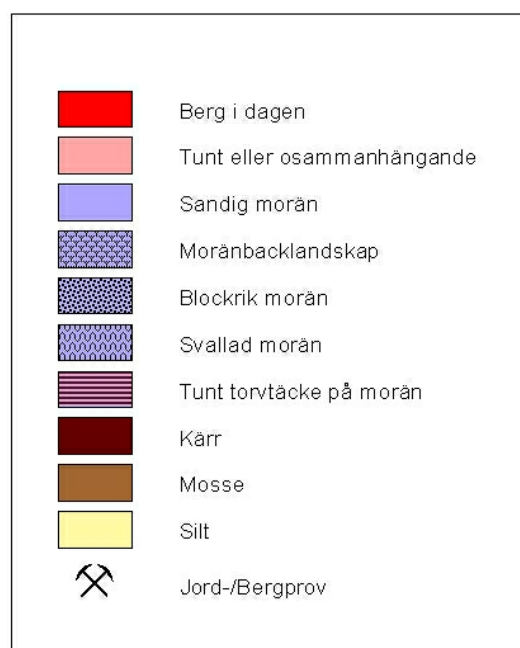 Berg i dagen
Tunt eller osammanhängande
Sandig morän
Moränbacklandskap
Blockrik morän
Svallad morän
Tunt torvtäcke på morän
Kärr
Mosse
Silt
Jord-/Bergprov